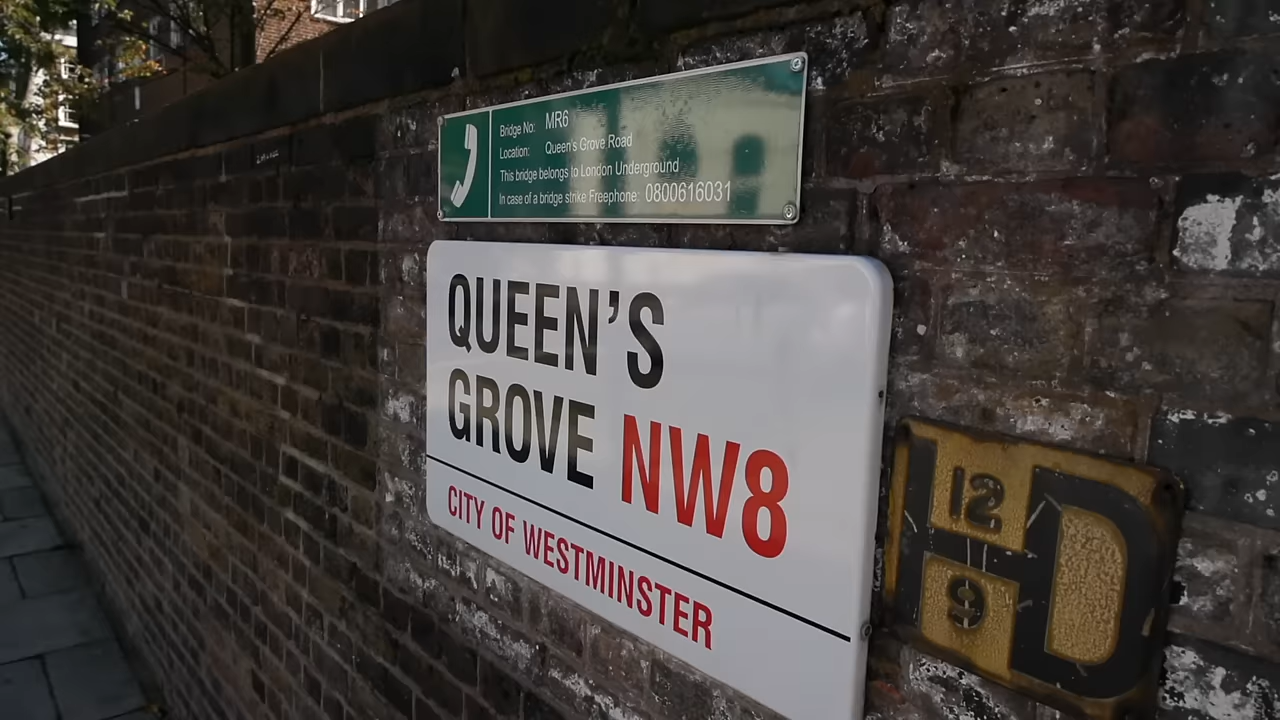 Bridge No: MR6
Location: Queen's Grove Road
This bridge belongs to London Underground
In case of a bridge strike Freephone: 0800616031
QUEEN'S
GROVE NW8
CITY OF WESTMINSTER
H
12
9